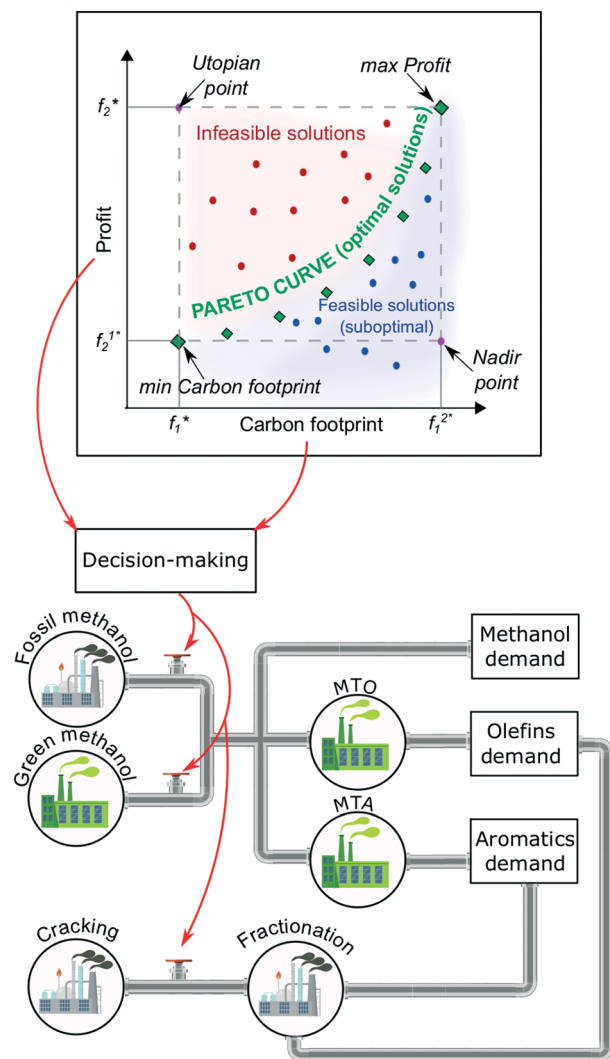 Utopian
point
max Profit
f₂*
Infeasible solutions
Profit
PARETO CURVE (optimal solutions)
Feasible solutions
(suboptimal)
f₂¹*
Nadir
point
min Carbon footprint
f₁*
Carbon footprint
f₁²*
Decision-making
Fossil methanol
Methanol
demand
MTO
Green methanol
Olefins
demand
MTA
Aromatics
demand
Cracking
Fractionation